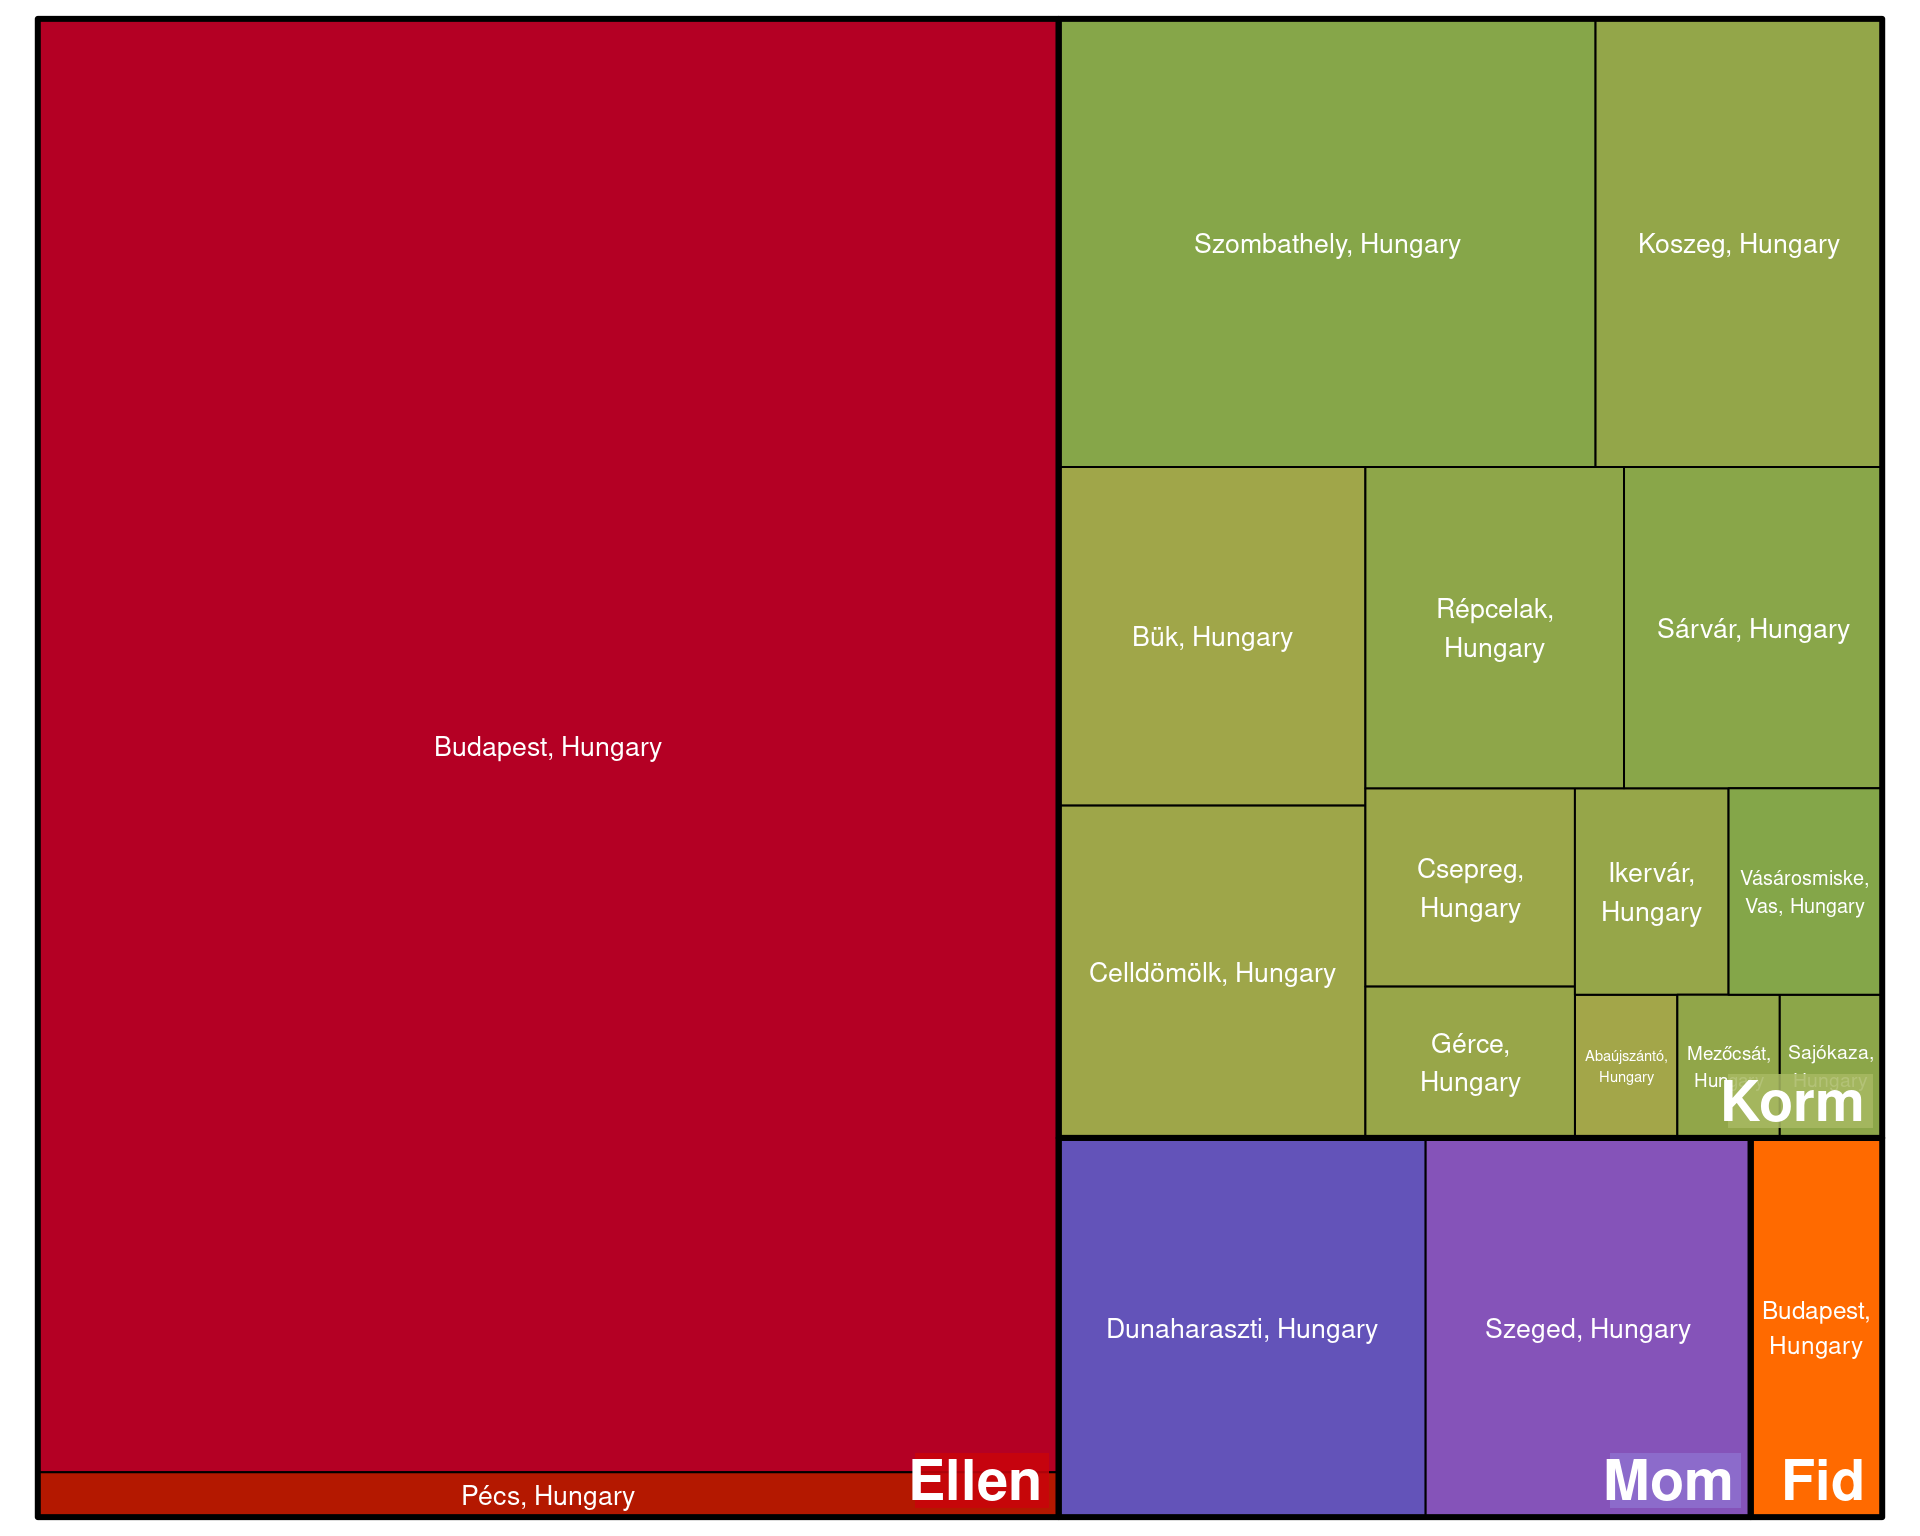 Budapest, Hungary
Pécs, Hungary
Ellen
Szombathely, Hungary
Koszeg, Hungary
Bük, Hungary
Répcelak,
Hungary
Sárvár, Hungary
Celldömölk, Hungary
Csepreg,
Hungary
Ikervár,
Hungary
Vásárosmiske,
Vas, Hungary
Gérce,
Hungary
Abaújszántó,
Hungary
Mezőcsát,
Hungary
Sajókaza,
Hungary
Korm
Dunaharaszti, Hungary
Szeged, Hungary
Mom
Budapest,
Hungary
Fid